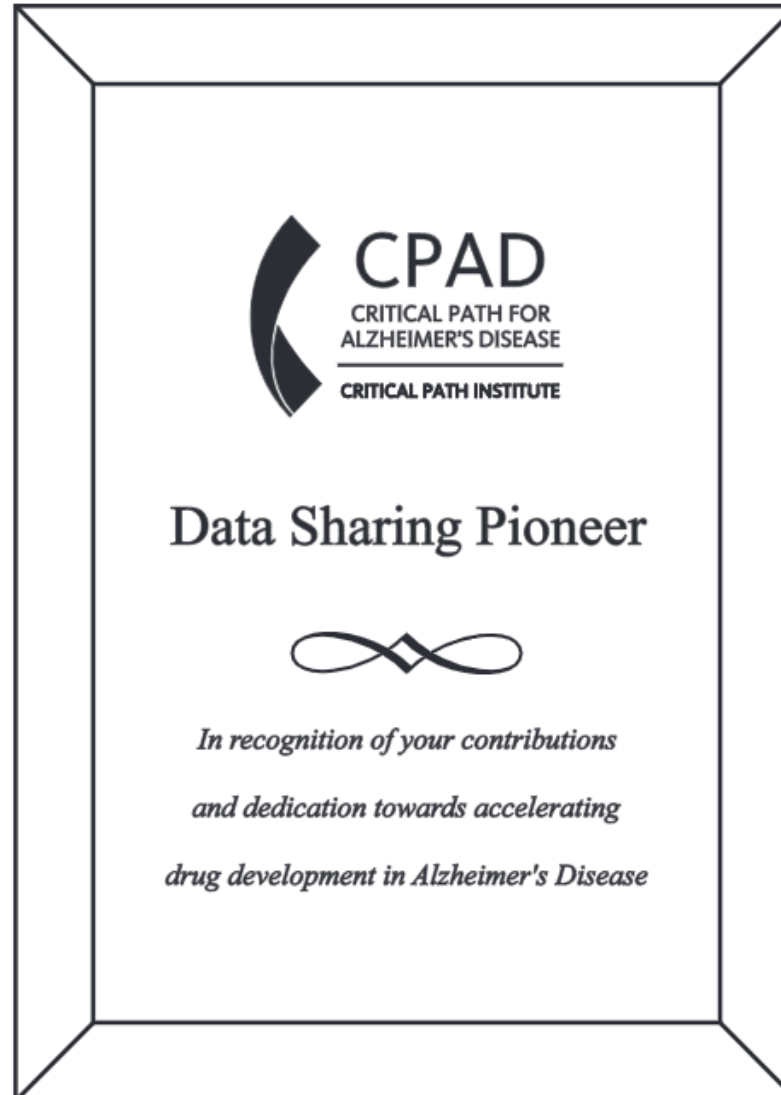 CPAD
CRITICAL PATH FOR
ALZHEIMER'S DISEASE
CRITICAL PATH INSTITUTE
Data Sharing Pioneer
In recognition of your contributions
and dedication towards accelerating
drug development in Alzheimer's Disease